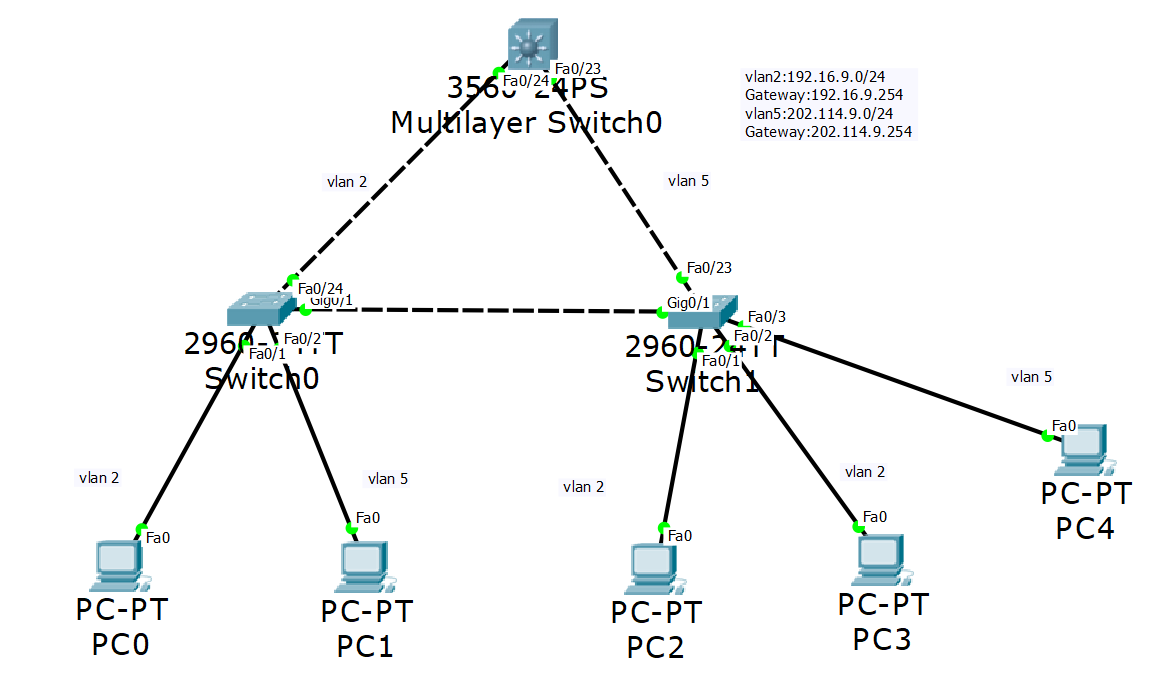 Fa0/23
Fa0/24
3560-24PS
Multilayer Switch0
vlan2:192.16.9.0/24
Gateway:192.16.9.254
vlan5:202.114.9.0/24
Gateway:202.114.9.254
vlan 2
vlan 5
Fa0/24
Gig0/1
Fa0/2
Fa0/1
Switch0
Fa0/23
Gig0/1
Fa0/3
Fa0/2
Fa0/1
2960-24TT
Switch1
vlan 5
Fa0
vlan 2
vlan 5
vlan 2
vlan 2
Fa0
Fa0
Fa0
Fa0
PC-PT
PC0
PC-PT
PC1
PC-PT
PC2
PC-PT
PC3
PC-PT
PC4